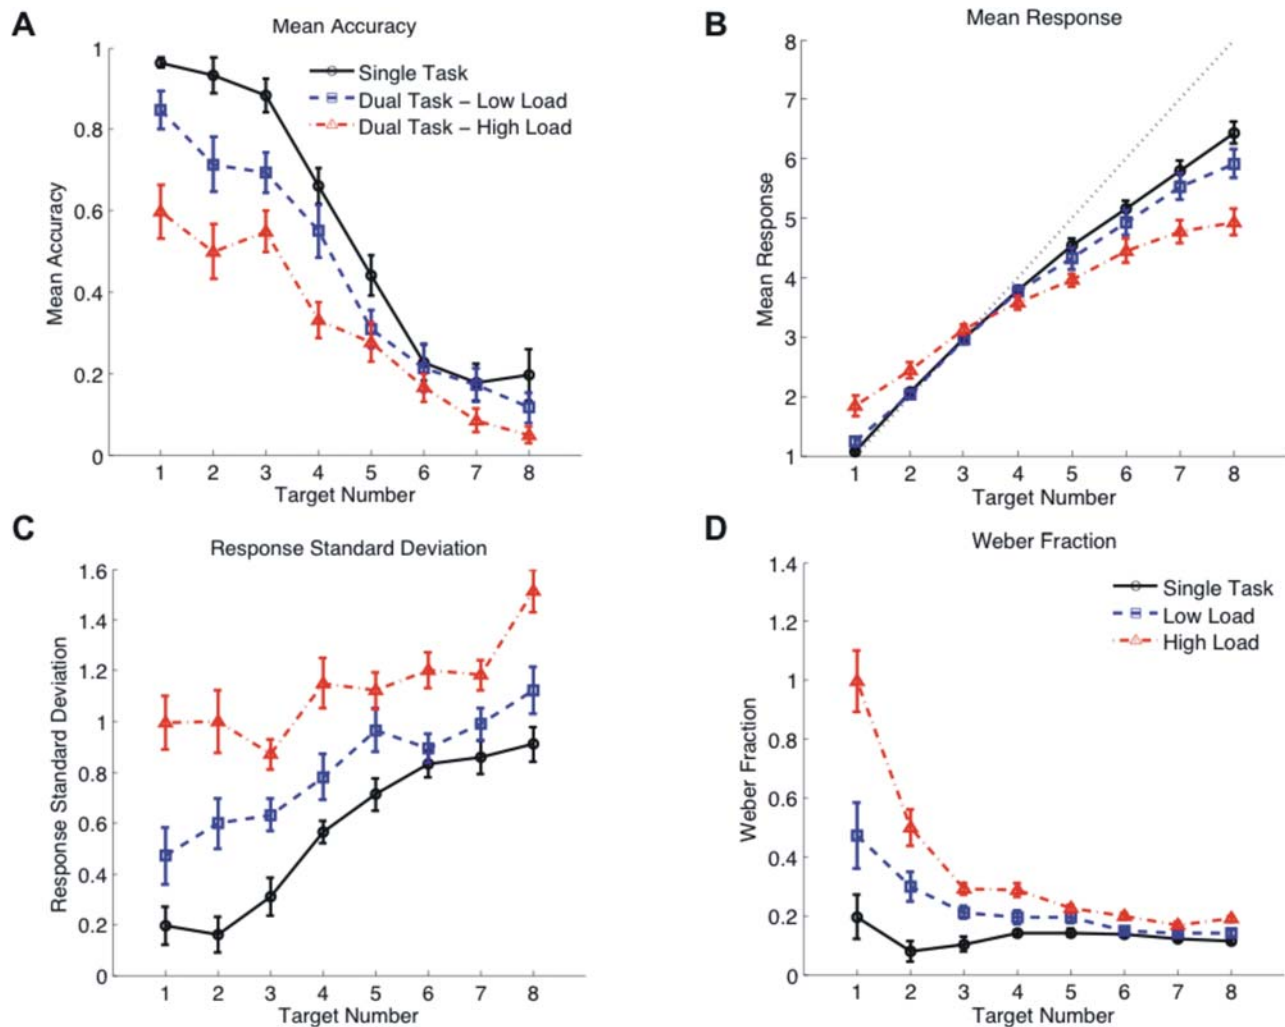 A
Mean Accuracy
Mean Accuracy
1
0.8
0.6
0.4
0.2
0
Single Task
Dual Task – Low Load
Dual Task – High Load
1 2 3 4 5 6 7 8
Target Number
B
Mean Response
Mean Response
8
7
6
5
4
3
2
1
1 2 3 4 5 6 7 8
Target Number
C
Response Standard Deviation
Response Standard Deviation
1.6
1.4
1.2
1
0.8
0.6
0.4
0.2
0
1 2 3 4 5 6 7 8
Target Number
D
Weber Fraction
Weber Fraction
1.4
1.2
1
0.8
0.6
0.4
0.2
0
Single Task
Low Load
High Load
1 2 3 4 5 6 7 8
Target Number